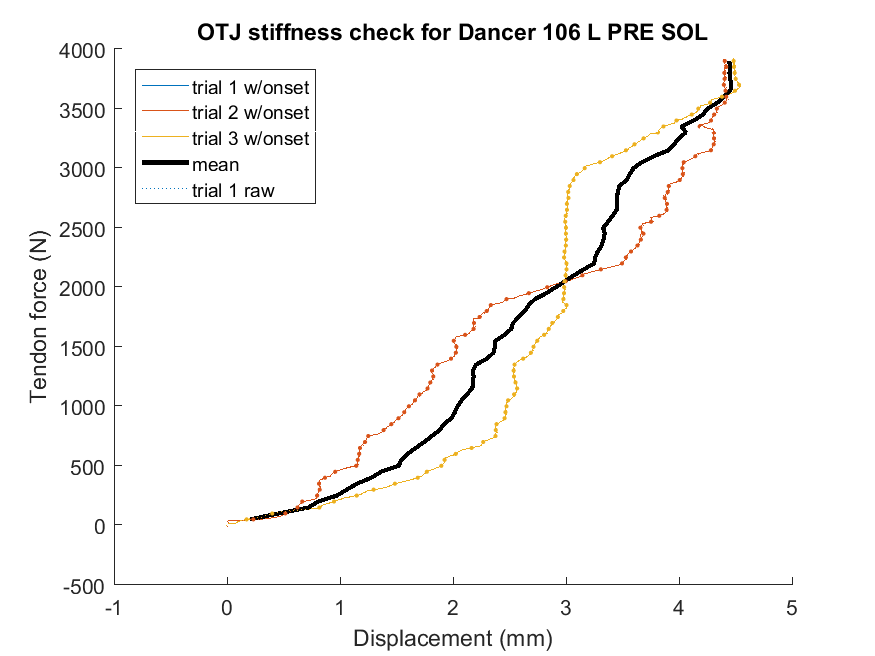 OTJ stiffness check for Dancer 106 L PRE SOL
4000
3500
3000
2500
2000
1500
1000
500
0
-500
Tendon force (N)
trial 1 w/onset
trial 2 w/onset
trial 3 w/onset
mean
trial 1 raw
-1
0
1
2
3
4
5
Displacement (mm)